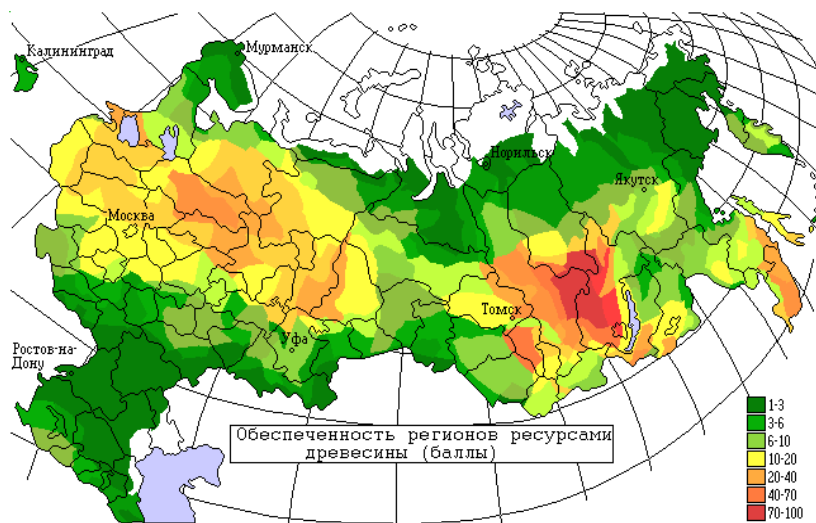 Калининград
Мурманск
Норильск
Якутск
Москва
Томск
Уфа
Ростов-на-
Дону
Обеспеченность регионов ресурсами
древесины (баллы)
1-3
3-6
6-10
10-20
20-40
40-70
70-100